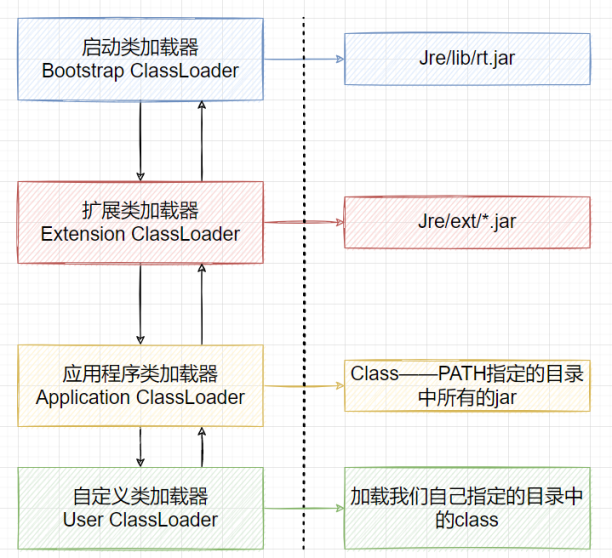 启动类加载器
Bootstrap ClassLoader
Jre/lib/rt.jar
扩展类加载器
Extension ClassLoader
Jre/ext/*.jar
应用程序类加载器
Application ClassLoader
Class——PATH指定的目录
中所有的jar
自定义类加载器
User ClassLoader
加载我们自己指定的目录中
的class